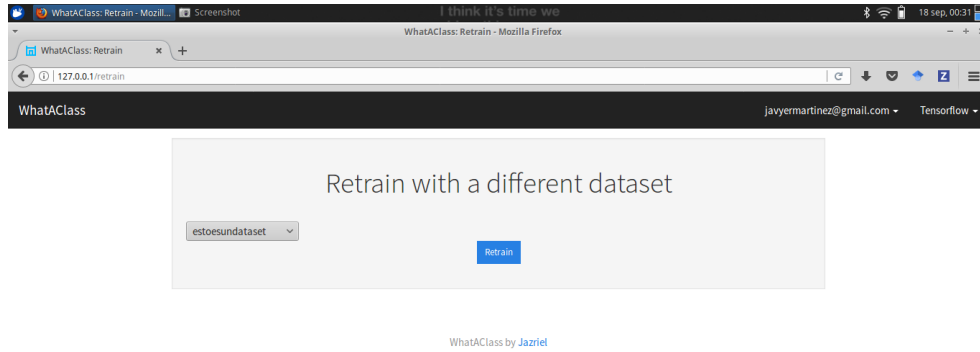 WhatAClass: Retrain - Mozill... Screenshot I think it's time we 18 sep, 00:31
WhatAClass: Retrain - Mozilla Firefox
WhatAClass: Retrain
127.0.0.1/retrain
WhatAClass javyermartinez@gmail.com Tensorflow
Retrain with a different dataset
estoesundataset
Retrain
WhatAClass by Jazriel